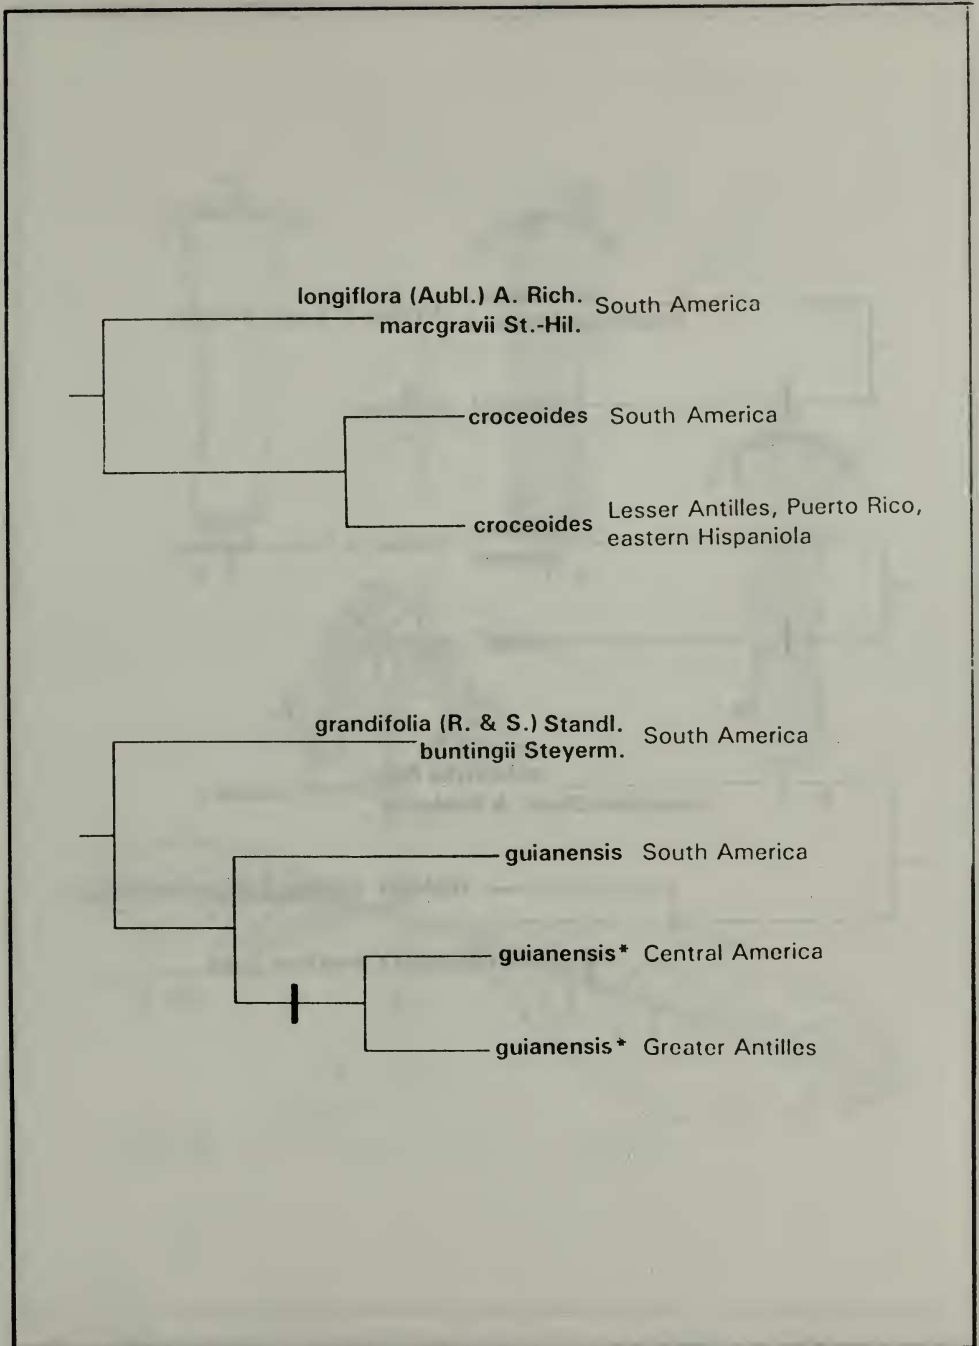 longiflora (Aubl.) A. Rich.
marcgravii St.-Hil.
South America
croceoides South America
croceoides
Lesser Antilles, Puerto Rico,
eastern Hispaniola
grandifolia (R. & S.) Standl.
buntingii Steyerm.
South America
guianensis South America
guianensis* Central America
guianensis* Greater Antilles